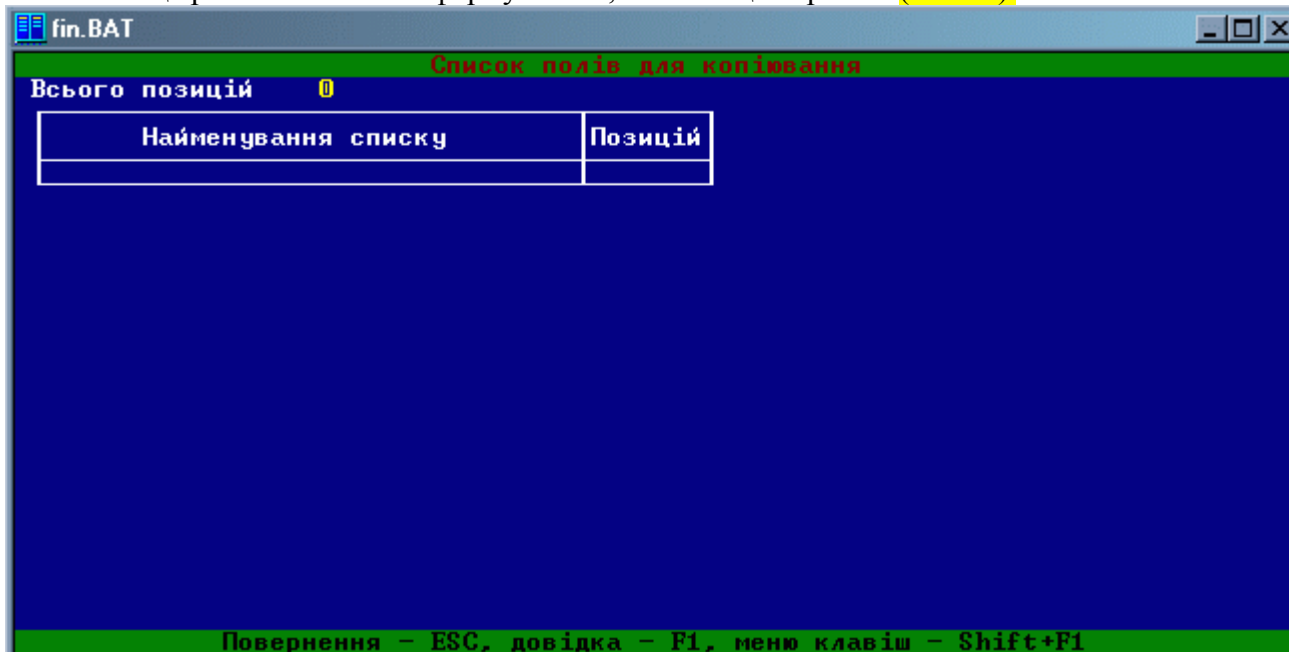 fin.BAT
Список полів для копіювання
Всього позицій 0
Найменування списку Позицій
Повернення - ESC, довідка - F1, меню клавіш - Shift+F1